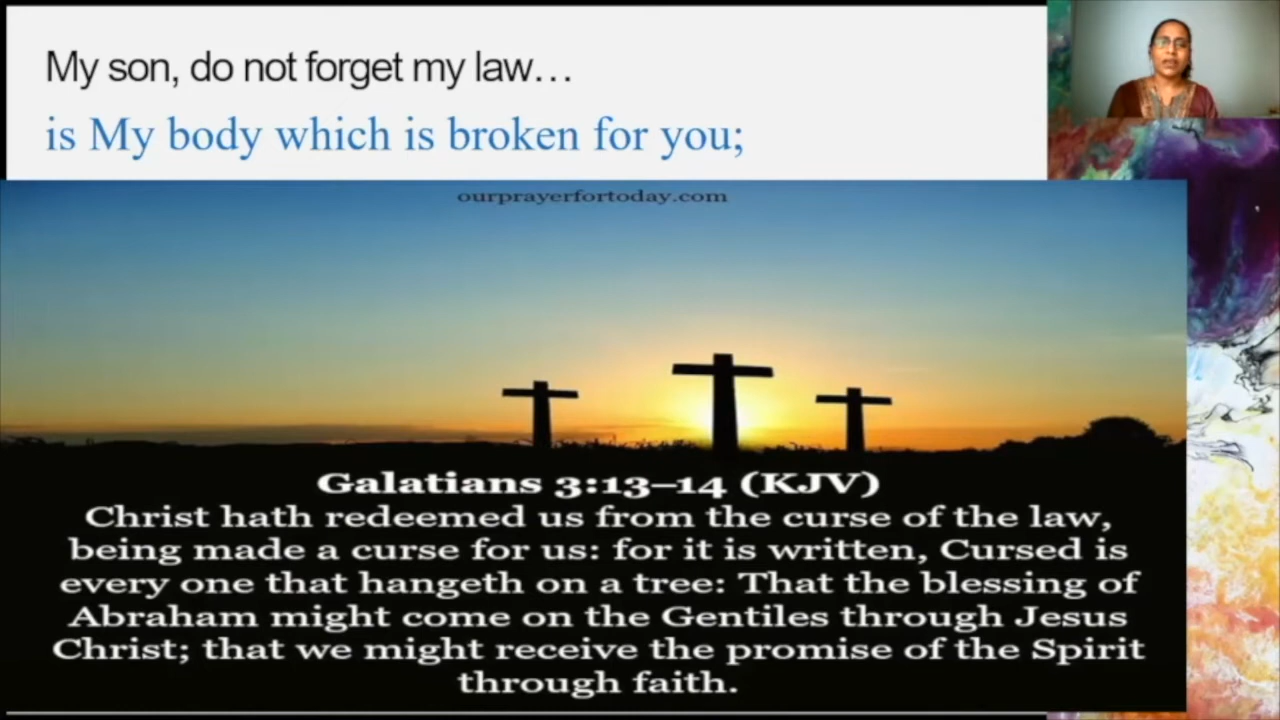 My son, do not forget my law…
is My body which is broken for you;
ourprayerfortoday.com
Galatians 3:13–14 (KJV)
Christ hath redeemed us from the curse of the law,
being made a curse for us: for it is written, Cursed is
every one that hangeth on a tree: That the blessing of
Abraham might come on the Gentiles through Jesus
Christ; that we might receive the promise of the Spirit
through faith.